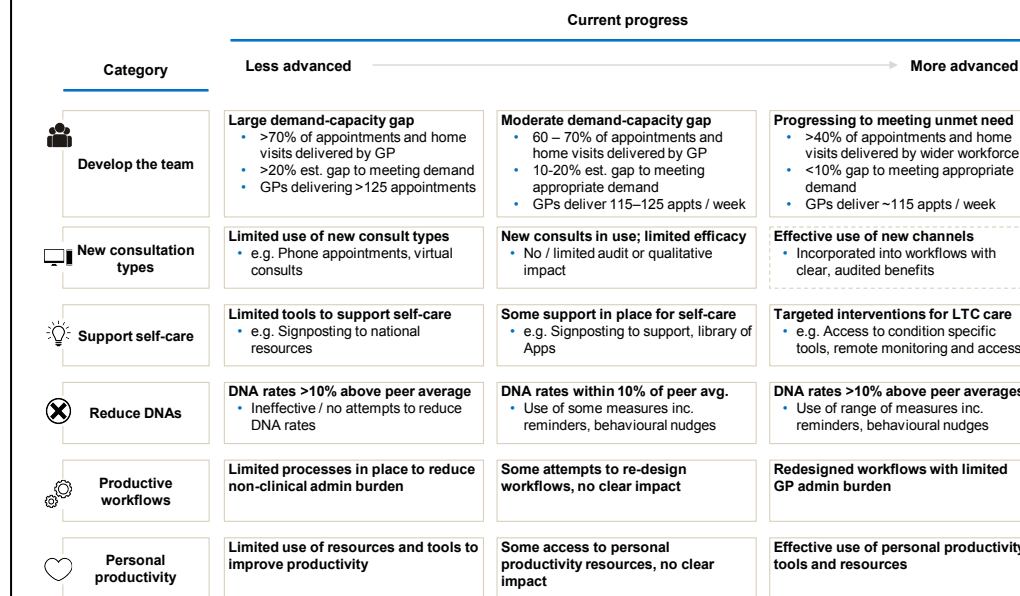 Current progress
Category
Less advanced
More advanced
Develop the team
Large demand-capacity gap
• >70% of appointments and home
visits delivered by GP
• >20% est. gap to meeting demand
• GPs delivering >125 appointments
Moderate demand-capacity gap
• 60 – 70% of appointments and
home visits delivered by GP
• 10-20% est. gap to meeting
appropriate demand
• GPs deliver 115–125 appts / week
Progressing to meeting unmet need
• >40% of appointments and home
visits delivered by wider workforce
• <10% gap to meeting appropriate
demand
• GPs deliver ~115 appts / week
New consultation
types
Limited use of new consult types
• e.g. Phone appointments, virtual
consults
New consults in use; limited efficacy
• No / limited audit or qualitative
impact
Effective use of new channels
• Incorporated into workflows with
clear, audited benefits
Support self-care
Limited tools to support self-care
• e.g. Signposting to national
resources
Some support in place for self-care
• e.g. Signposting to support, library of
Apps
Targeted interventions for LTC care
• e.g. Access to condition specific
tools, remote monitoring and access
Reduce DNAs
DNA rates >10% above peer average
• Ineffective / no attempts to reduce
DNA rates
DNA rates within 10% of peer avg.
• Use of some measures inc.
reminders, behavioural nudges
DNA rates >10% above peer averages
• Use of range of measures inc.
reminders, behavioural nudges
Productive
workflows
Limited processes in place to reduce
non-clinical admin burden
Some attempts to re-design
workflows, no clear impact
Redesigned workflows with limited
GP admin burden
Personal
productivity
Limited use of resources and tools to
improve productivity
Some access to personal
productivity resources, no clear
impact
Effective use of personal productivity
tools and resources